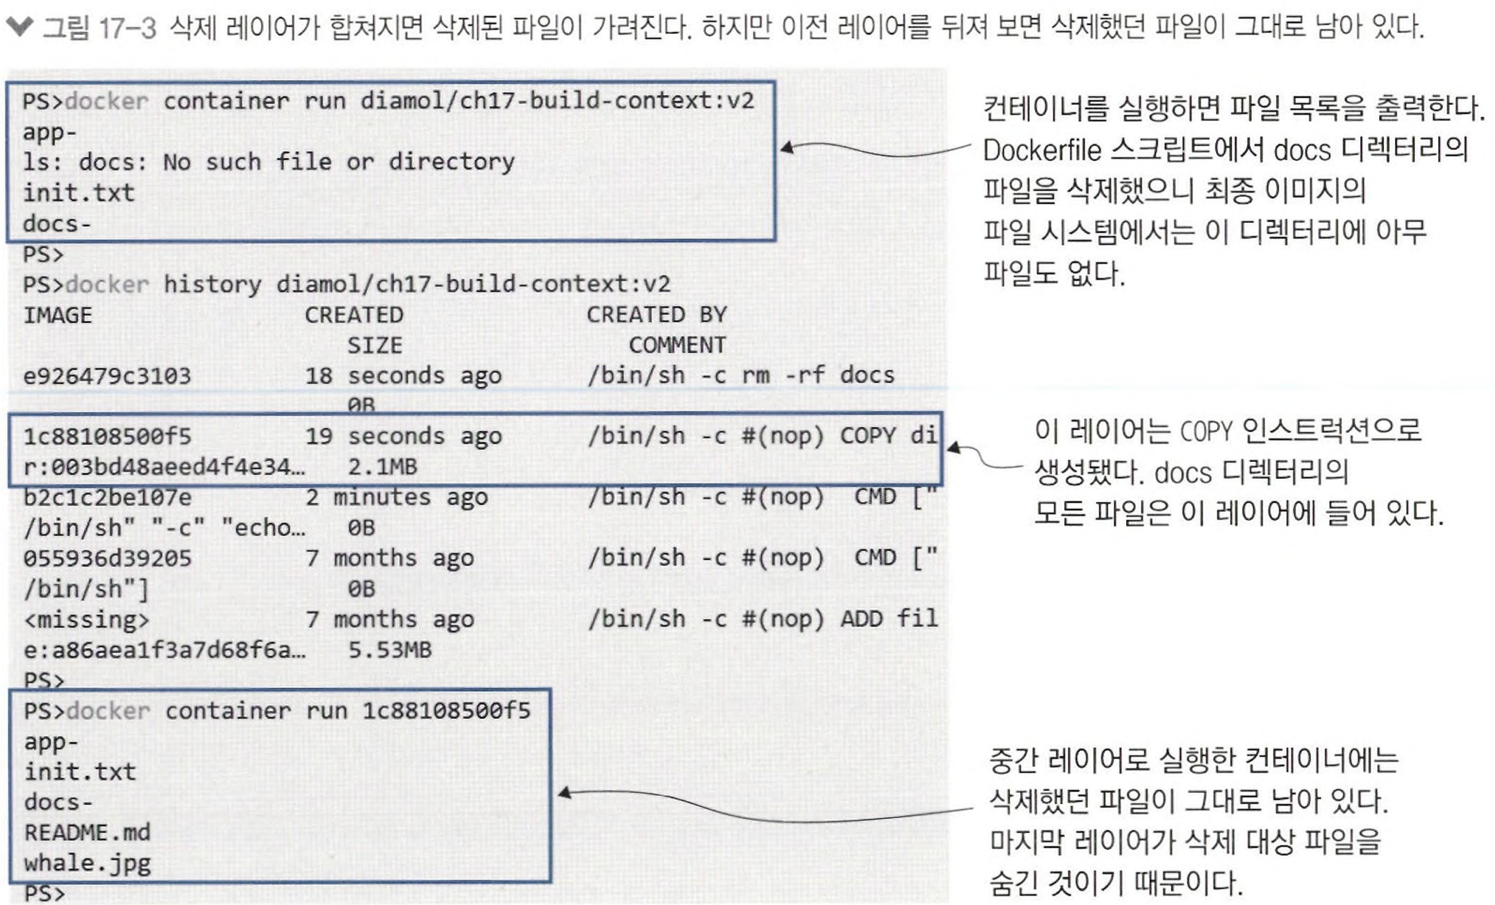 그림 17-3 삭제 레이어가 합쳐지면 삭제된 파일이 가려진다. 하지만 이전 레이어를 뒤져 보면 삭제했던 파일이 그대로 남아 있다.
PS>docker container run diamol/ch17-build-context:v2
app-
ls: docs: No such file or directory
init.txt
docs-
PS>
컨테이너를 실행하면 파일 목록을 출력한다.
Dockerfile 스크립트에서 docs 디렉터리의
파일을 삭제했으니 최종 이미지의
파일 시스템에서는 이 디렉터리에 아무
파일도 없다.
PS>docker history diamol/ch17-build-context:v2
IMAGE CREATED CREATED BY
SIZE COMMENT
e926479c3103 18 seconds ago /bin/sh -c rm -rf docs
0B
1c88108500f5 19 seconds ago /bin/sh -c #(nop) COPY di
r:003bd48aeed4f4e34… 2.1MB
이 레이어는 COPY 인스트럭션으로
생성됐다. docs 디렉터리의
모든 파일은 이 레이어에 들어 있다.
b2c1c2be107e 2 minutes ago /bin/sh -c #(nop) CMD ["
/bin/sh" "-c" "echo… 0B
055936d39205 7 months ago /bin/sh -c #(nop) CMD ["
/bin/sh"] 0B
<missing> 7 months ago /bin/sh -c #(nop) ADD fil
e:a86aea1f3a7d68f6a… 5.53MB
PS>
PS>docker container run 1c88108500f5
app-
init.txt
docs-
README.md
whale.jpg
PS>
중간 레이어로 실행한 컨테이너에는
삭제했던 파일이 그대로 남아 있다.
마지막 레이어가 삭제 대상 파일을
숨긴 것이기 때문이다.